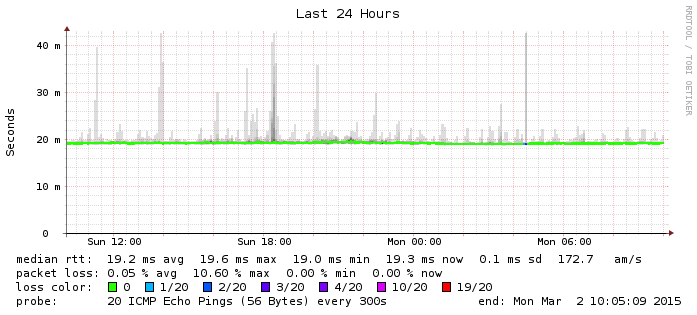 Last 24 Hours
RRDTOOL / TOBI OETIKER
Seconds
40 m
30 m
20 m
10 m
0
Sun 12:00 Sun 18:00 Mon 00:00 Mon 06:00
median rtt: 19.2 ms avg 19.6 ms max 19.0 ms min 19.3 ms now 0.1 ms sd 172.7 am/s
packet loss: 0.05 % avg 10.60 % max 0.00 % min 0.00 % now
loss color: 0 1/20 2/20 3/20 4/20 10/20 19/20
probe: 20 ICMP Echo Pings (56 Bytes) every 300s end: Mon Mar 2 10:05:09 2015